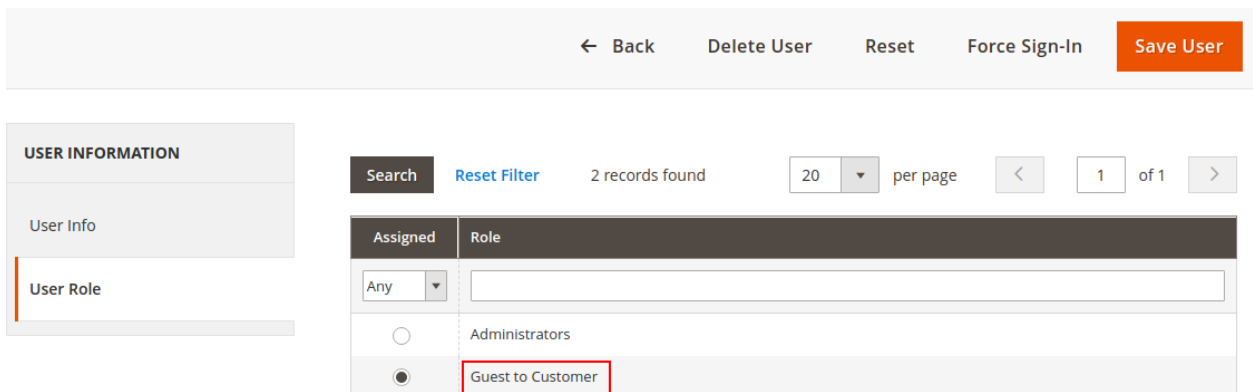 ← Back Delete User Reset Force Sign-In Save User
USER INFORMATION
User Info
User Role
Search Reset Filter 2 records found 20 per page 1 of 1
Assigned Role
Any
Administrators
Guest to Customer